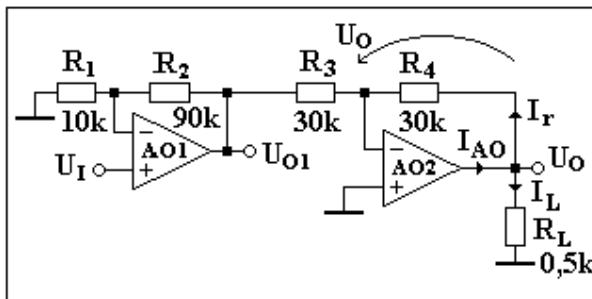 U_O
R_1 R_2 R_3 R_4
10k 90k 30k 30k I_r
− AO1 + − AO2 +
U_I U_O1 I_AO U_O
I_L
R_L
0,5k